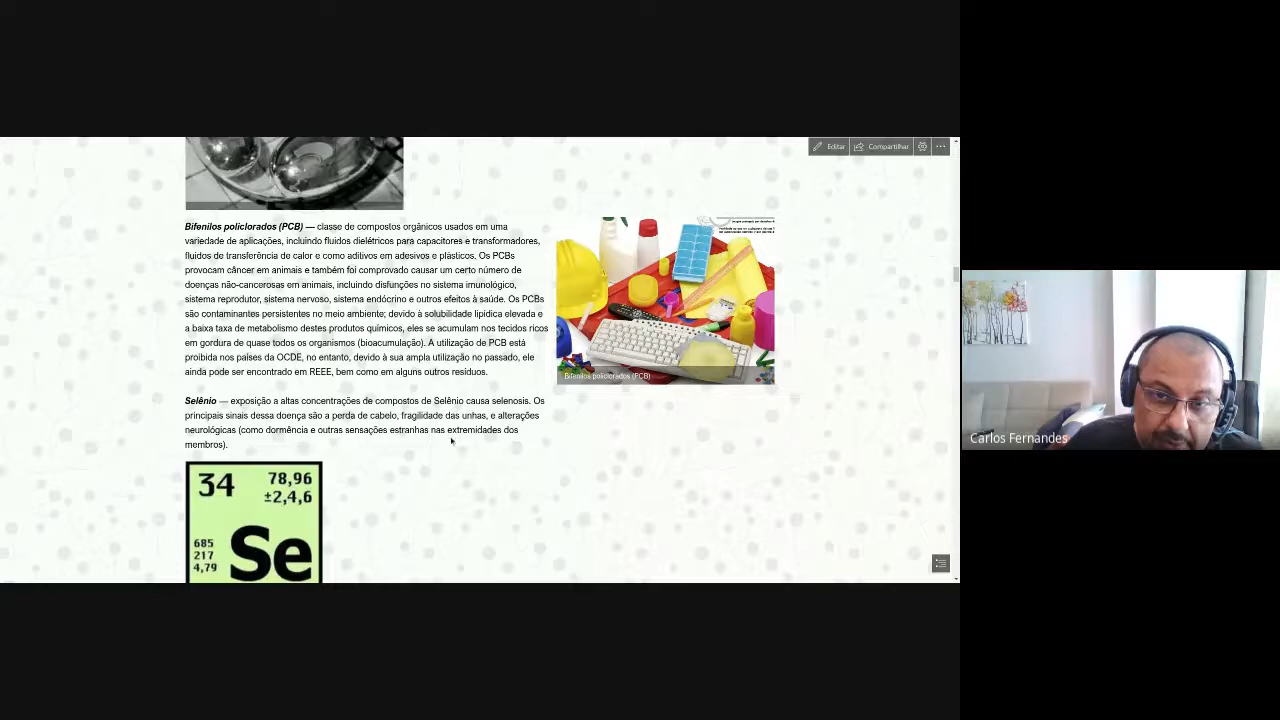 Editar
Compartilhar
Bifenilos policlorados (PCB) — classe de compostos orgânicos usados em uma
variedade de aplicações, incluindo fluidos dielétricos para capacitores e transformadores,
fluidos de transferência de calor e como aditivos em adesivos e plásticos. Os PCBs
provocam câncer em animais e também foi comprovado causar um certo número de
doenças não-cancerosas em animais, incluindo disfunções no sistema imunológico,
sistema reprodutor, sistema nervoso, sistema endócrino e outros efeitos à saúde. Os PCBs
são contaminantes persistentes no meio ambiente; devido à solubilidade lipídica elevada e
a baixa taxa de metabolismo destes produtos químicos, eles se acumulam nos tecidos ricos
em gordura de quase todos os organismos (bioacumulação). A utilização de PCB está
proibida nos países da OCDE, no entanto, devido à sua ampla utilização no passado, ele
ainda pode ser encontrado em REEE, bem como em alguns outros resíduos.
Bifenilos policlorados (PCB)
Selênio — exposição a altas concentrações de compostos de Selênio causa selenosis. Os
principais sinais dessa doença são a perda de cabelo, fragilidade das unhas, e alterações
neurológicas (como dormência e outras sensações estranhas nas extremidades dos
membros).
34 78,96
±2,4,6
685
217
4,79
Se
Carlos Fernandes